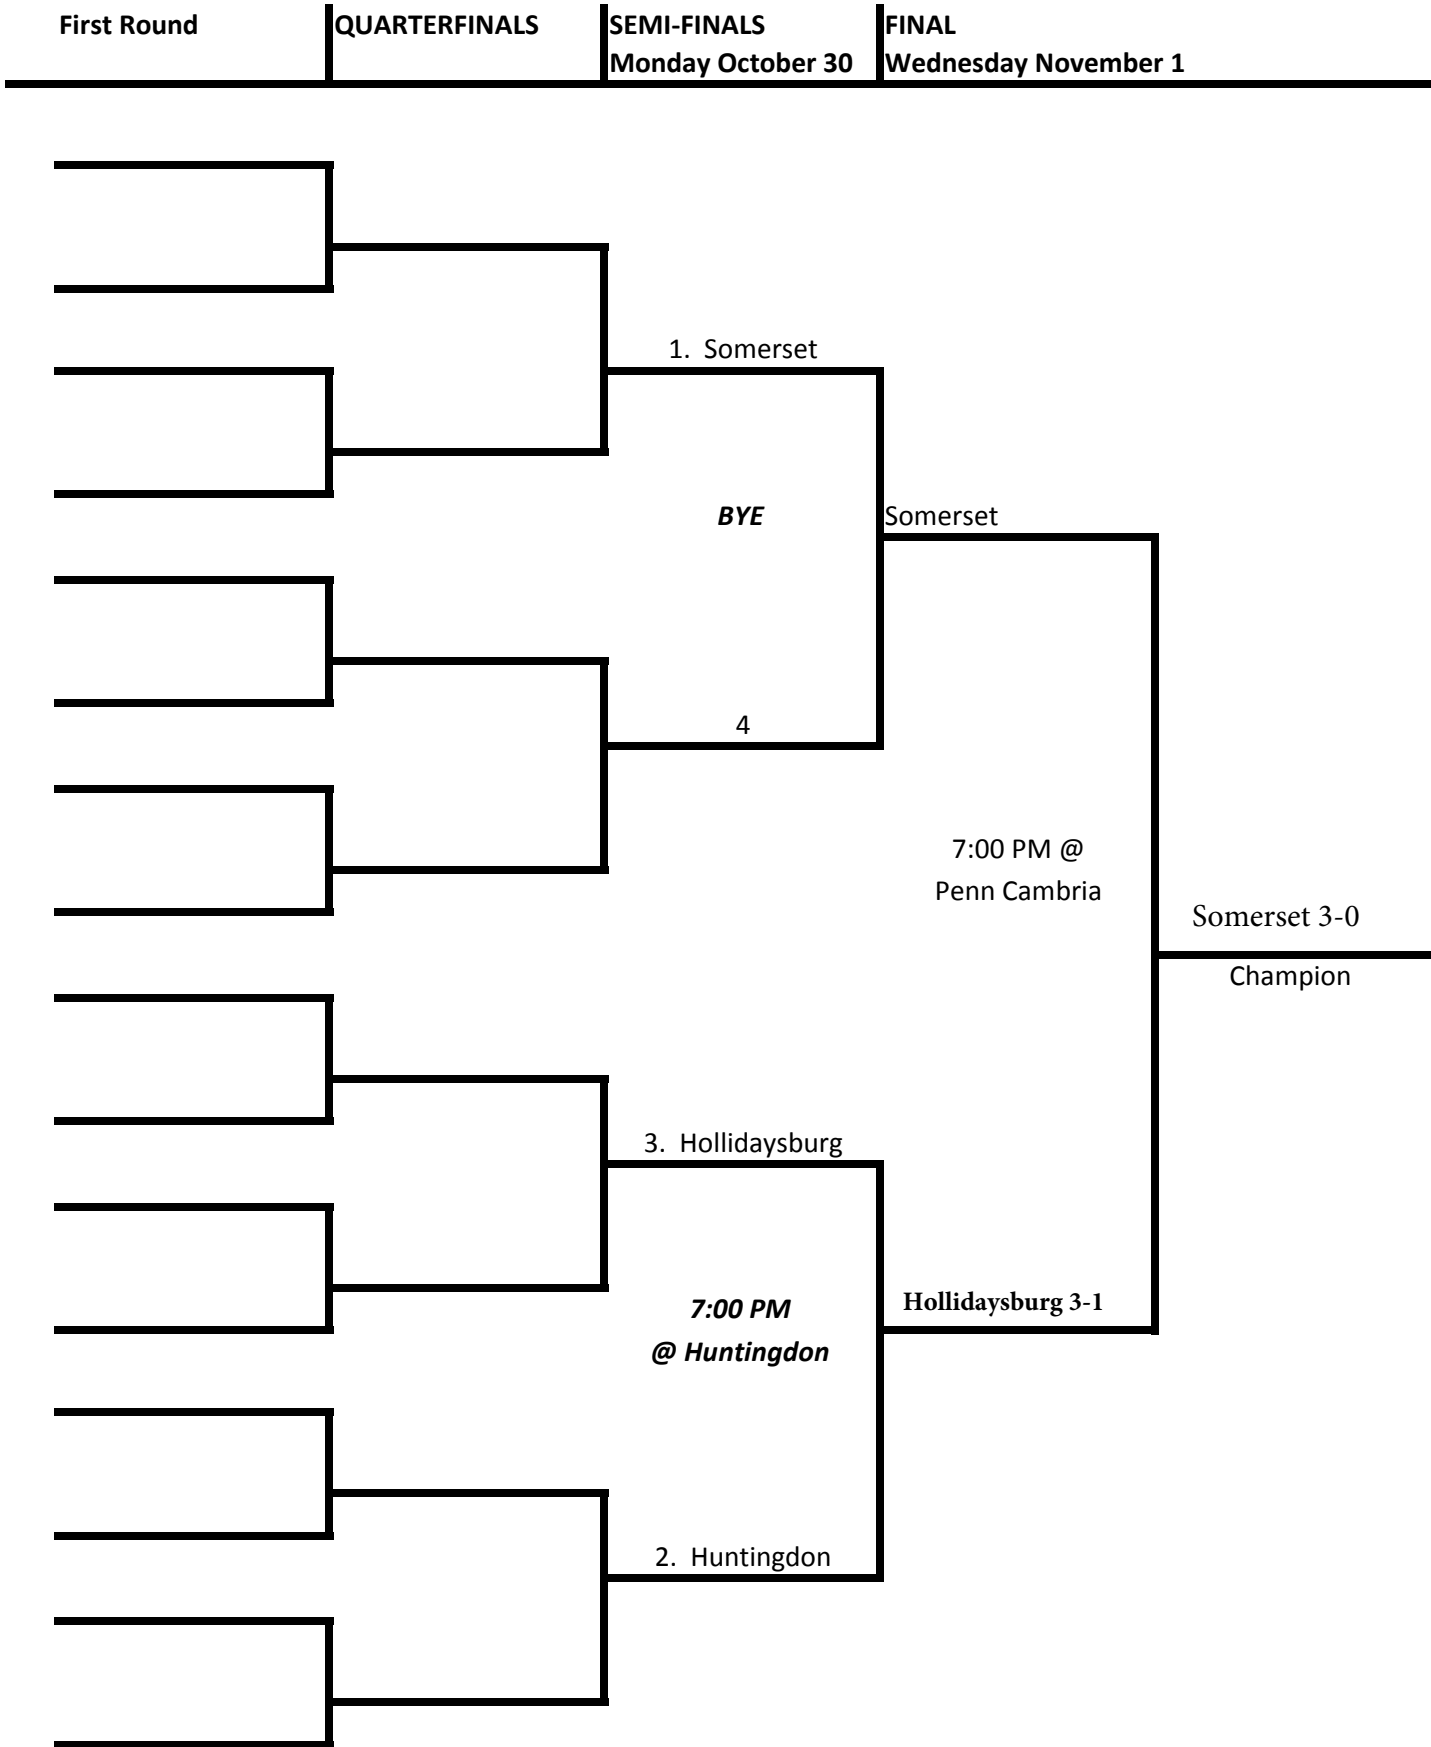 First Round
QUARTERFINALS
SEMI-FINALS
Monday October 30
FINAL
Wednesday November 1
1.  Somerset
BYE
Somerset
4
7:00 PM @
Penn Cambria
Somerset 3-0
Champion
3.  Hollidaysburg
7:00 PM
@ Huntingdon
Hollidaysburg 3-1
2.  Huntingdon